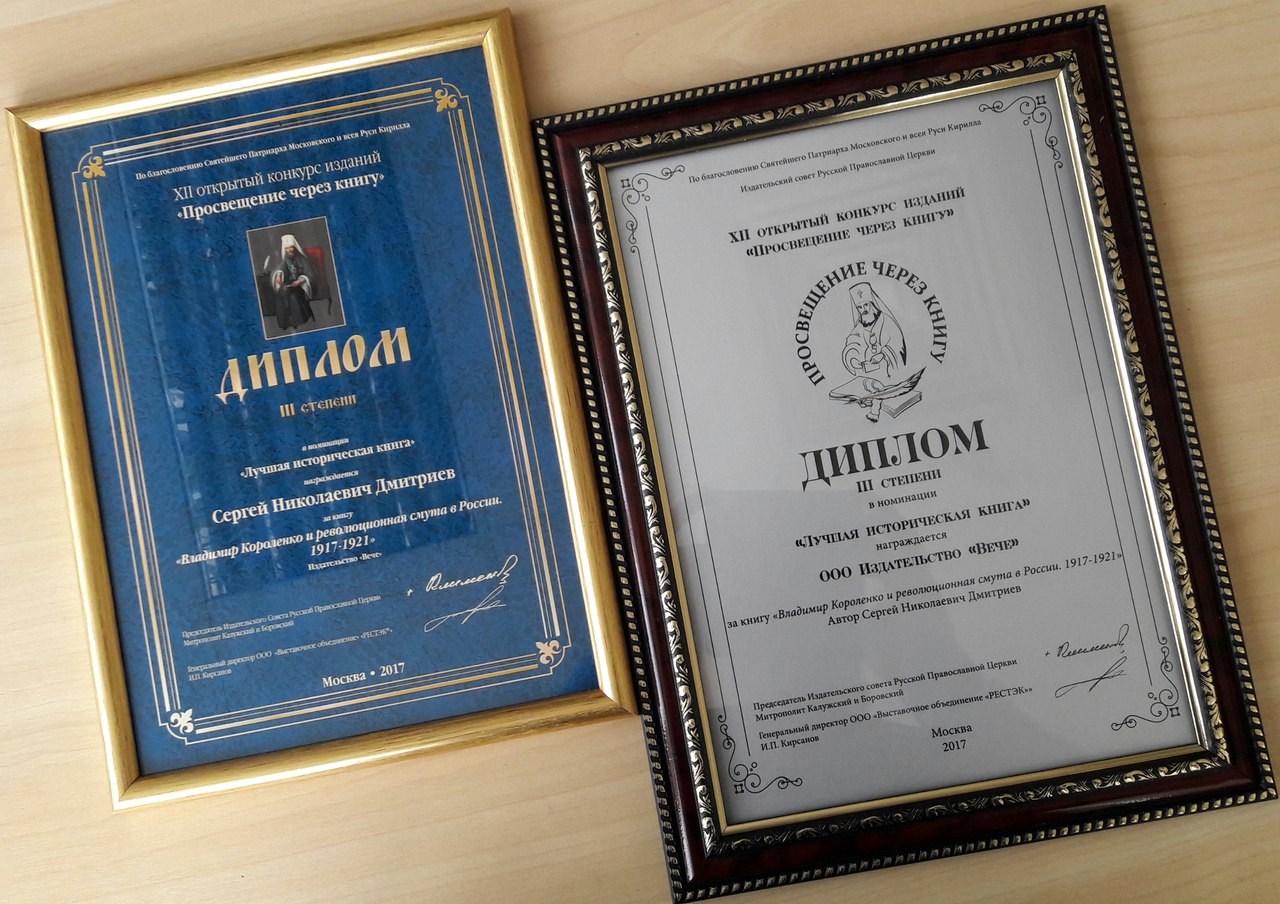 По благословению Святейшего Патриарха Московского и всея Руси Кирилла
XII открытый конкурс изданий
«Просвещение через книгу»
ДИПЛОМ
III СТЕПЕНИ
в номинации
«Лучшая историческая книга»
награждается
Сергей Николаевич Дмитриев
за книгу
«Владимир Короленко и революционная смута в России.
1917-1921»
Издательство «Вече»
Председатель Издательского Совета Русской Православной Церкви
Митрополит Калужский и Боровский
Генеральный директор ООО «Выставочное объединение «РЕСТЭК»
И.П. Кирсанов
Москва • 2017
По благословению Святейшего Патриарха Московского и всея Руси Кирилла
Издательский совет Русской Православной Церкви
XII ОТКРЫТЫЙ КОНКУРС ИЗДАНИЙ
«ПРОСВЕЩЕНИЕ ЧЕРЕЗ КНИГУ»
ПРОСВЕЩЕНИЕ ЧЕРЕЗ КНИГУ
ДИПЛОМ
III СТЕПЕНИ
в номинации
«ЛУЧШАЯ ИСТОРИЧЕСКАЯ КНИГА»
награждается
ООО ИЗДАТЕЛЬСТВО «ВЕЧЕ»
за книгу «Владимир Короленко и революционная смута в России. 1917-1921»
Автор Сергей Николаевич Дмитриев
Председатель Издательского совета Русской Православной Церкви
Митрополит Калужский и Боровский
Генеральный директор ООО «Выставочное объединение «РЕСТЭК»»
И.П. Кирсанов
Москва
2017